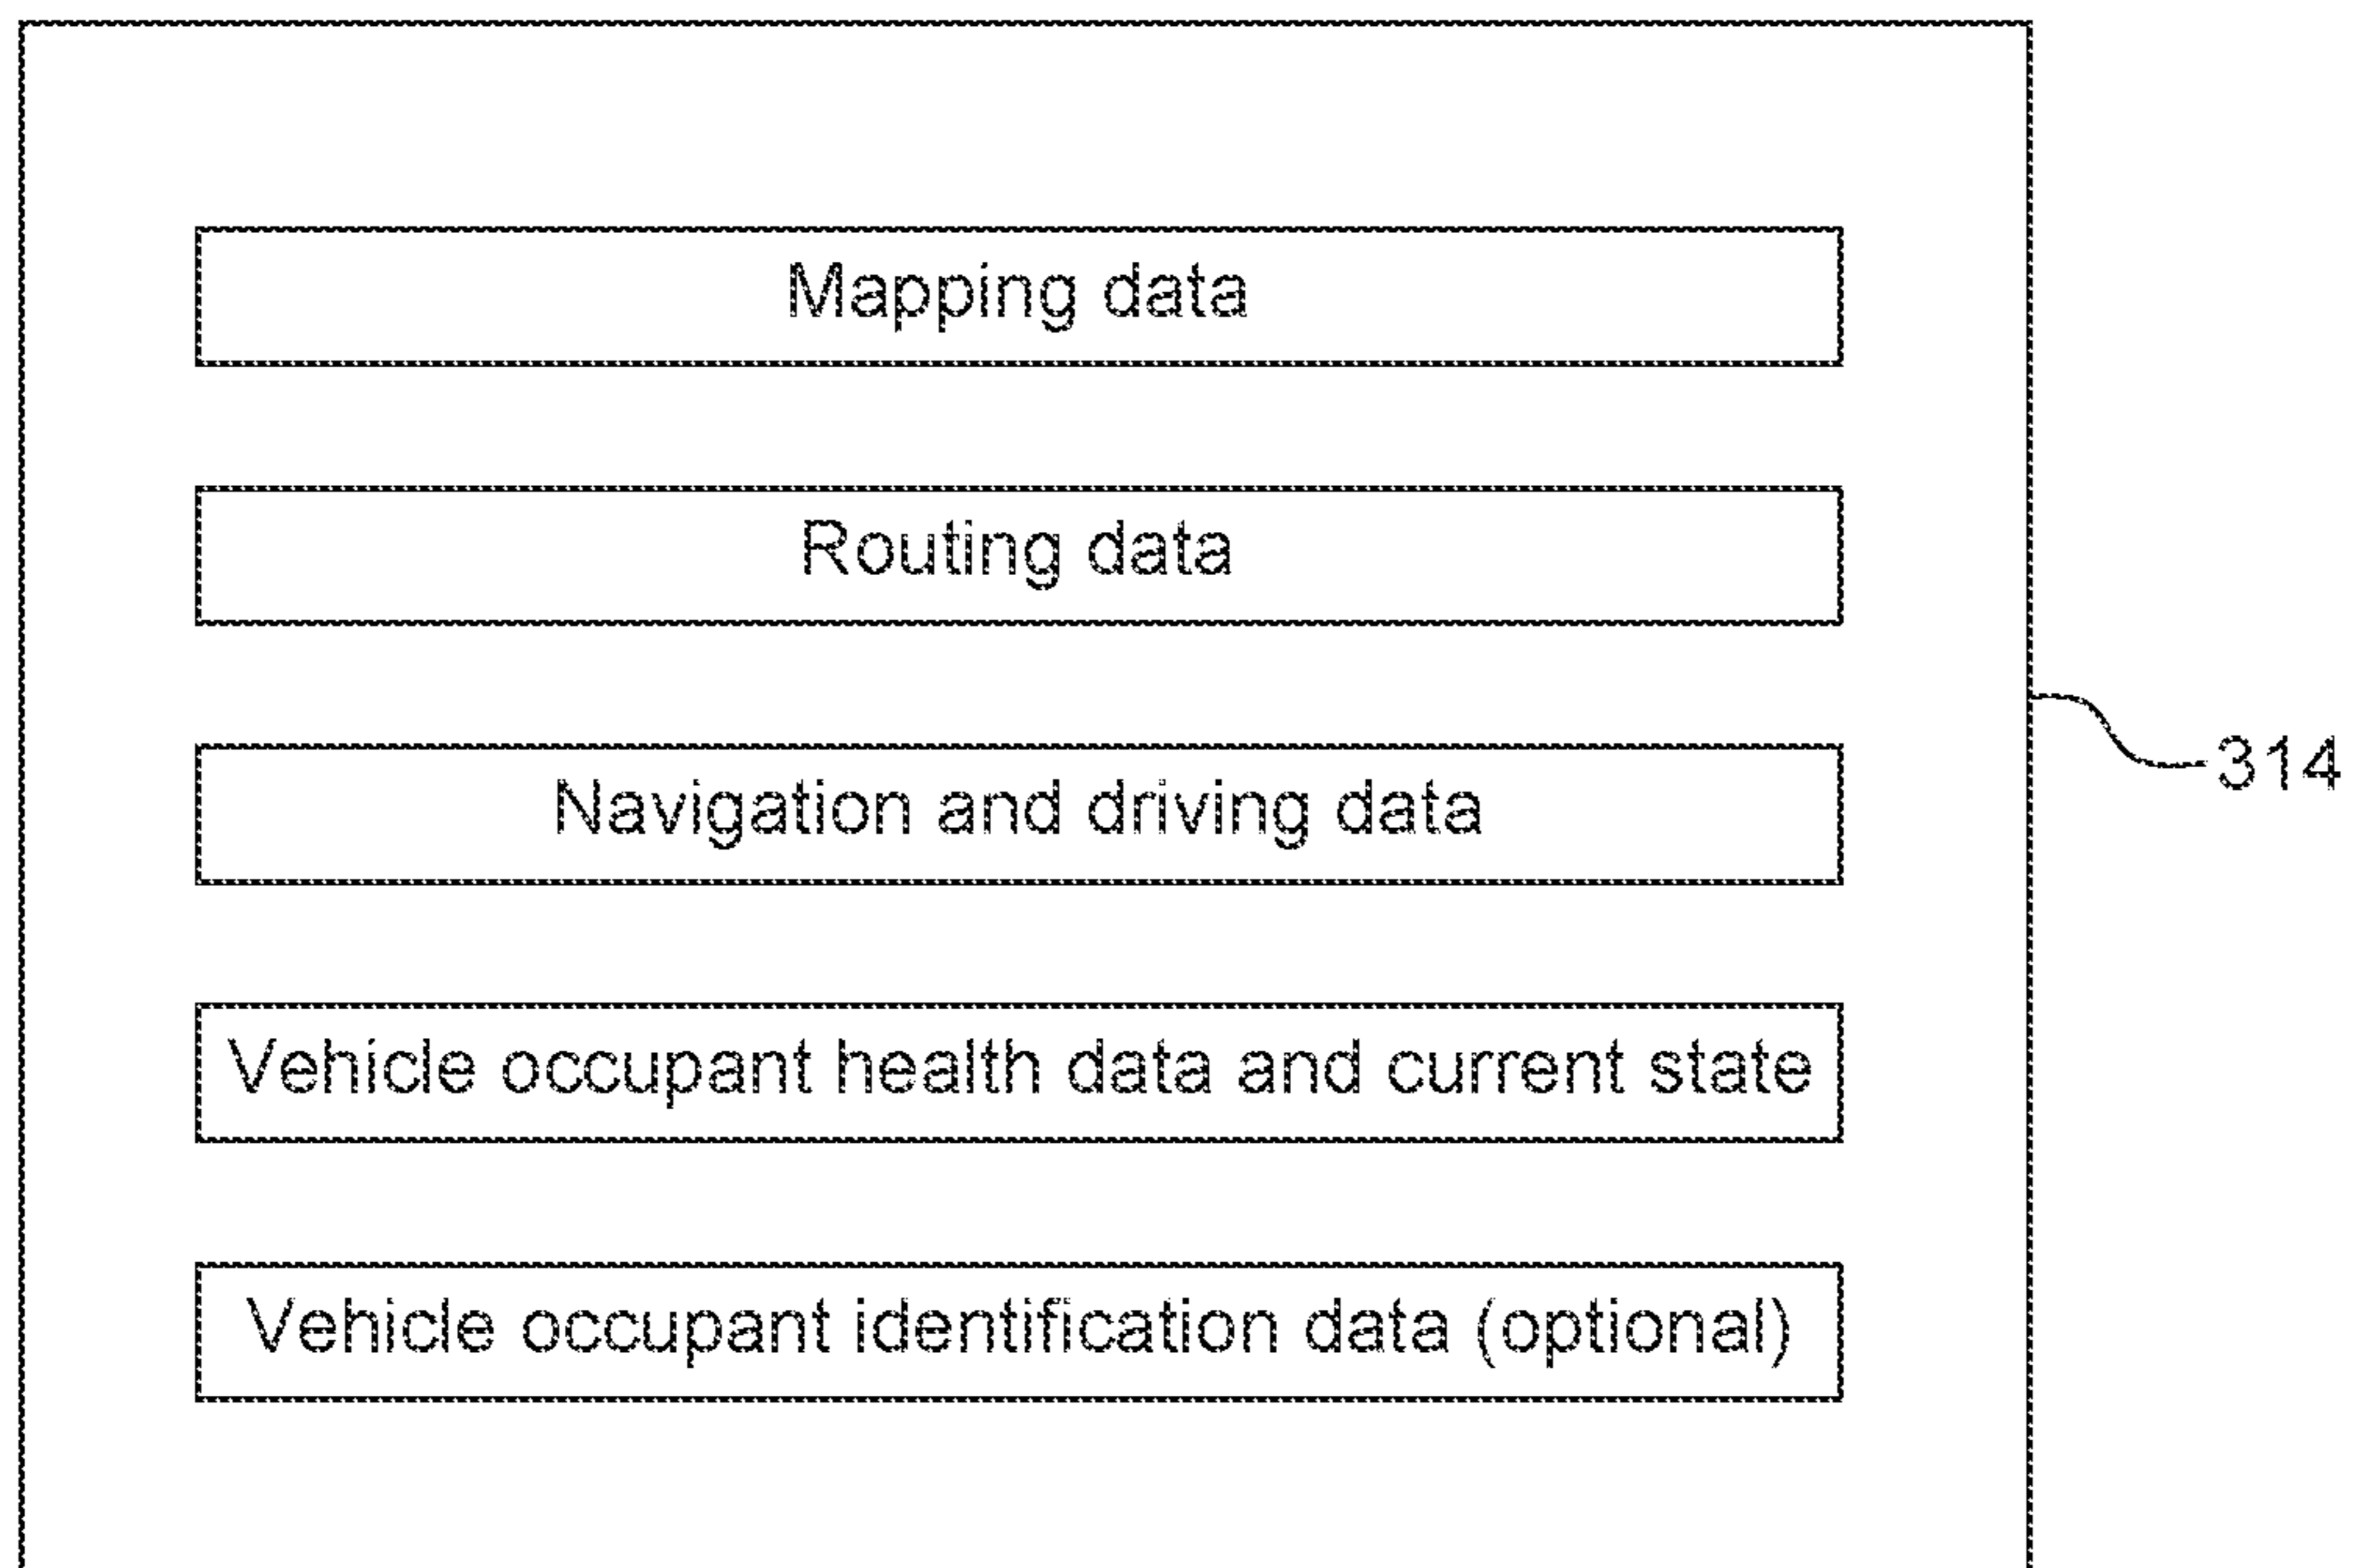 Mapping data
Routing data
Navigation and driving data
314
Vehicle occupant health data and current state
Vehicle occupant identification data (optional)